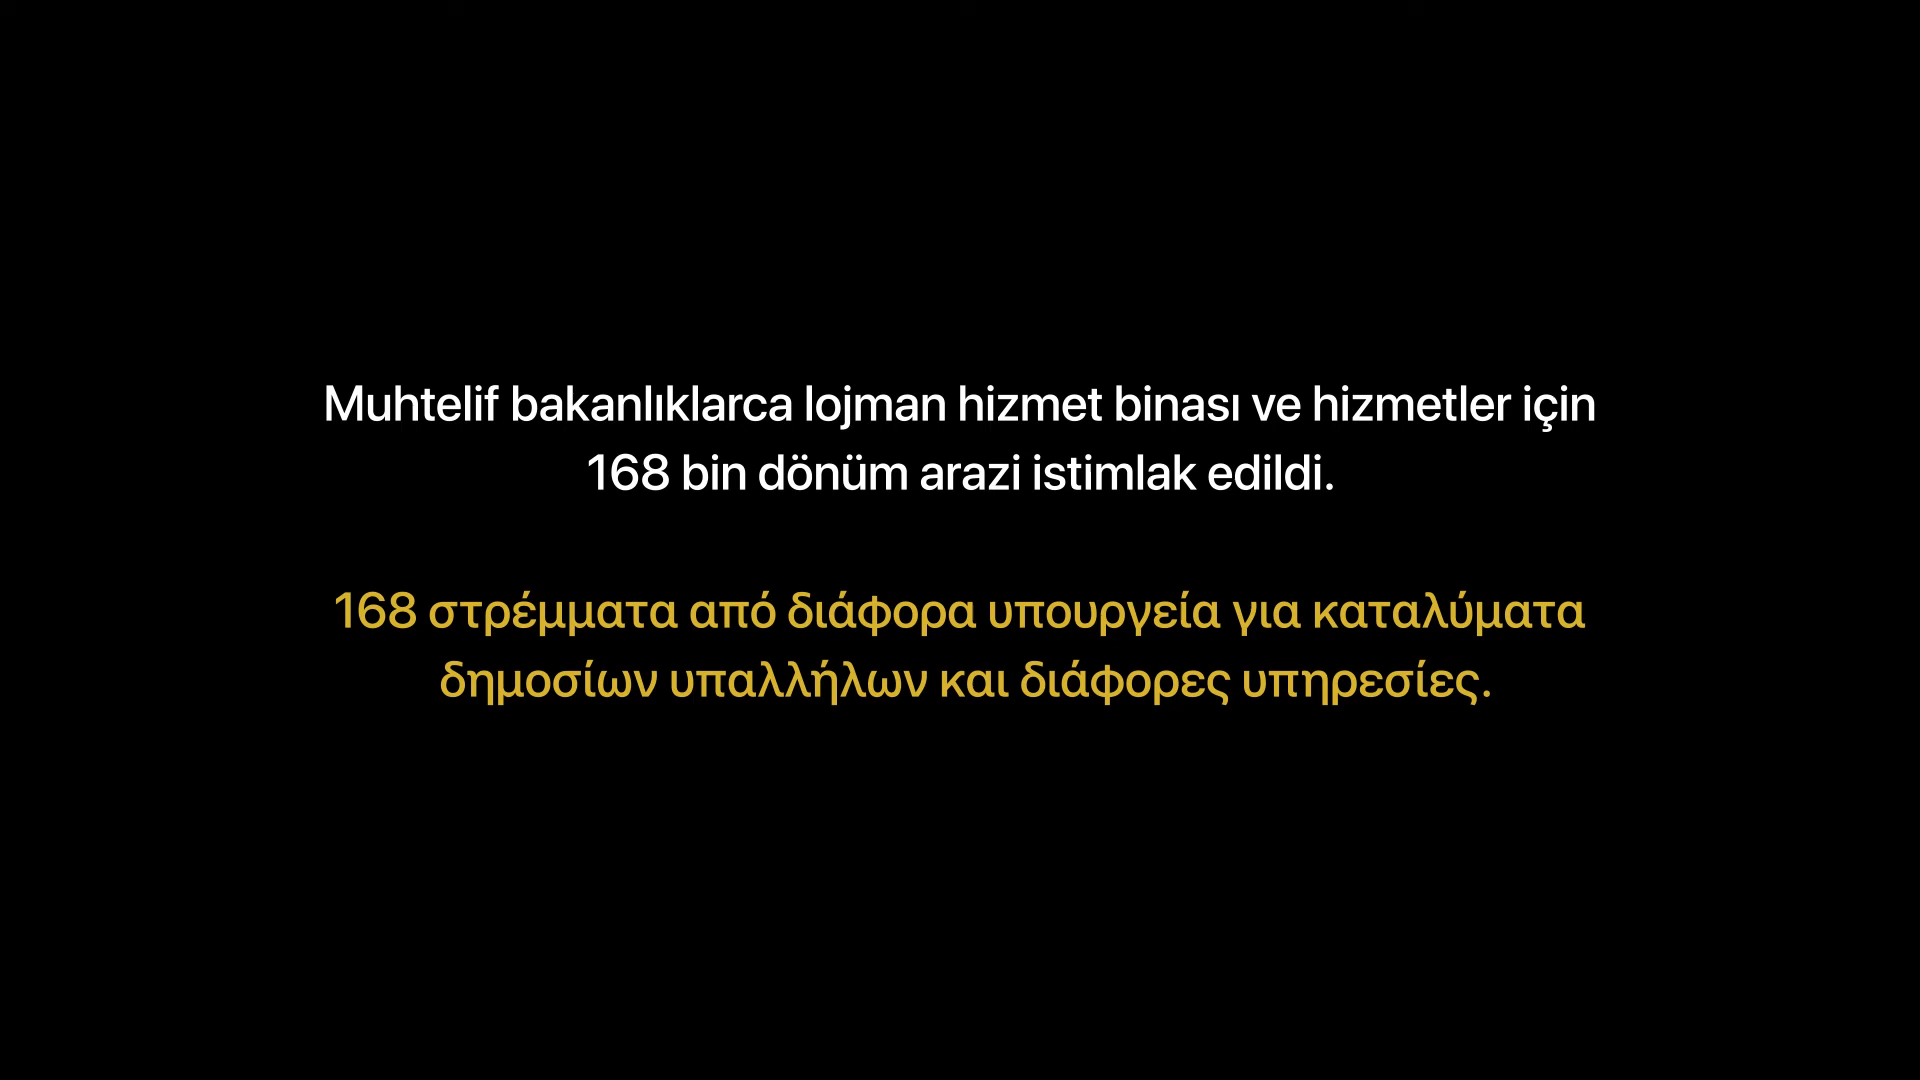 Muhtelif bakanlıklarca lojman hizmet binası ve hizmetler için
168 bin dönüm arazi istimlak edildi.
168 στρέμματα από διάφορα υπουργεία για καταλύματα
δημοσίων υπαλλήλων και διάφορες υπηρεσίες.